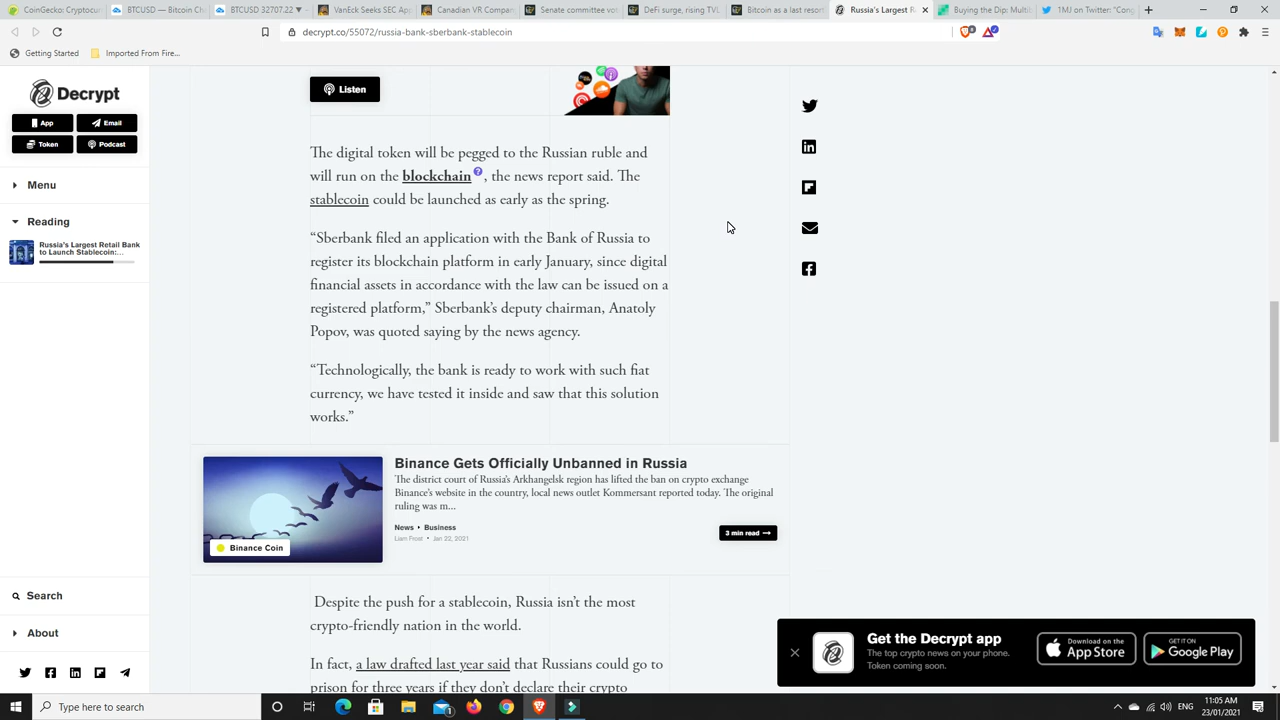 CoinGecko Cryptocur
BTCUSD — Bitcoin Ch
BTCUSD 32707.22 ▼
VanEck Seeks SEC App
Canadian VR Compan
Senate committee vot
DeFi surge, rising TVL
Bitcoin as a last resort
Russia's Largest R
Buying the Dip: Multi
1MJ on Twitter: "Cong
decrypt.co/55072/russia-bank-sberbank-stablecoin
Getting Started
Imported From Fire...
Decrypt
App
Email
Token
Podcast
Menu
Reading
Russia's Largest Retail Bank
to Launch Stablecoin:...
Search
About
Listen
The digital token will be pegged to the Russian ruble and
will run on the blockchain?, the news report said. The
stablecoin could be launched as early as the spring.
“Sberbank filed an application with the Bank of Russia to
register its blockchain platform in early January, since digital
financial assets in accordance with the law can be issued on a
registered platform,” Sberbank’s deputy chairman, Anatoly
Popov, was quoted saying by the news agency.
“Technologically, the bank is ready to work with such fiat
currency, we have tested it inside and saw that this solution
works.”
Binance Coin
Binance Gets Officially Unbanned in Russia
The district court of Russia’s Arkhangelsk region has lifted the ban on crypto exchange
Binance’s website in the country, local news outlet Kommersant reported today. The original
ruling was m...
News • Business
Liam Frost • Jan 22, 2021
3 min read →
Despite the push for a stablecoin, Russia isn’t the most
crypto-friendly nation in the world.
In fact, a law drafted last year said that Russians could go to
prison for three years if they don’t declare their crypto
Get the Decrypt app
The top crypto news on your phone.
Token coming soon.
Download on the
App Store
GET IT ON
Google Play
Type here to search
ENG
11:05 AM
23/01/2021